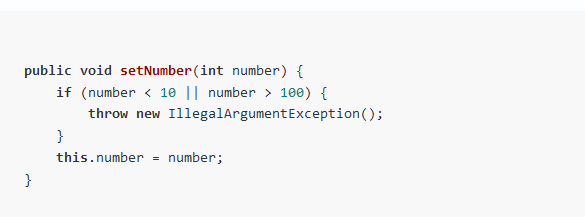 public void setNumber(int number) {
    if (number < 10 || number > 100) {
        throw new IllegalArgumentException();
    }
    this.number = number;
}